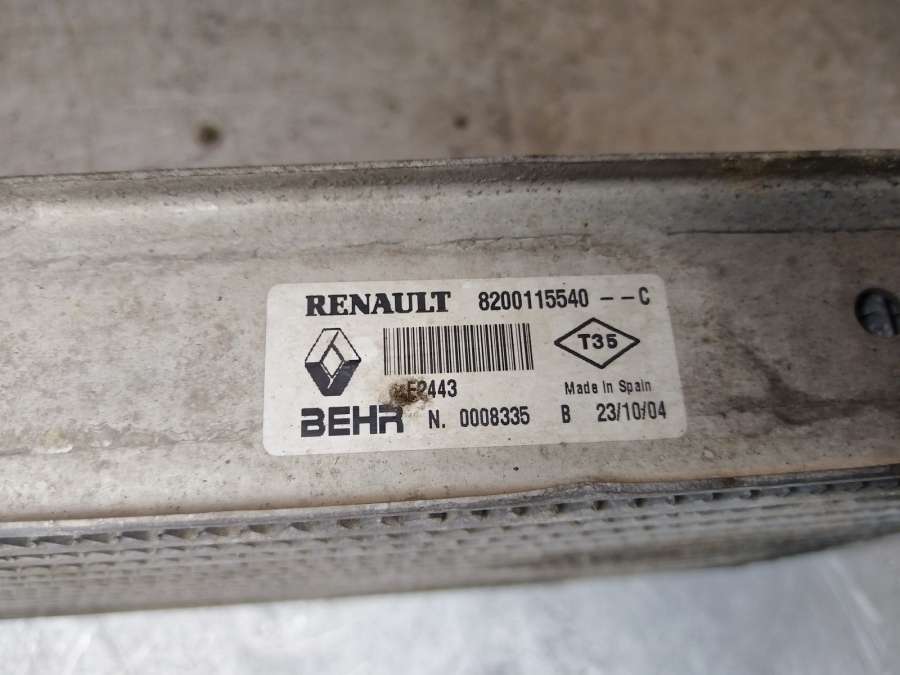 RENAULT 8200115540 --C
T35
F2443
Made In Spain
BEHR N. 0008335 B 23/10/04